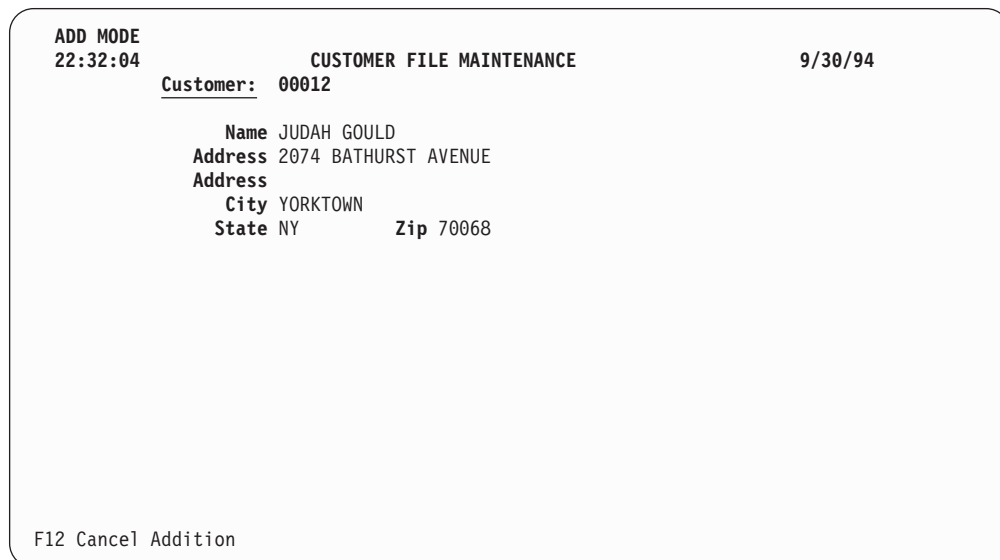 ADD MODE
22:32:04 CUSTOMER FILE MAINTENANCE 9/30/94
Customer: 00012
Name JUDAH GOULD
Address 2074 BATHURST AVENUE
Address
City YORKTOWN
State NY Zip 70068
F12 Cancel Addition